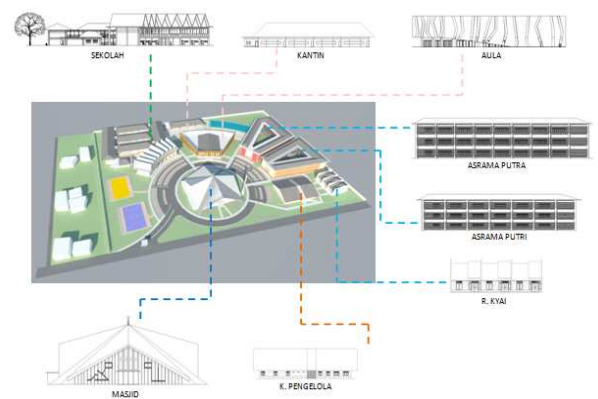 SEKOLAH
KANTIN
AULA
ASRAMA PUTRA
ASRAMA PUTRI
R. KYAI
K. PENGELOLA
MASJID